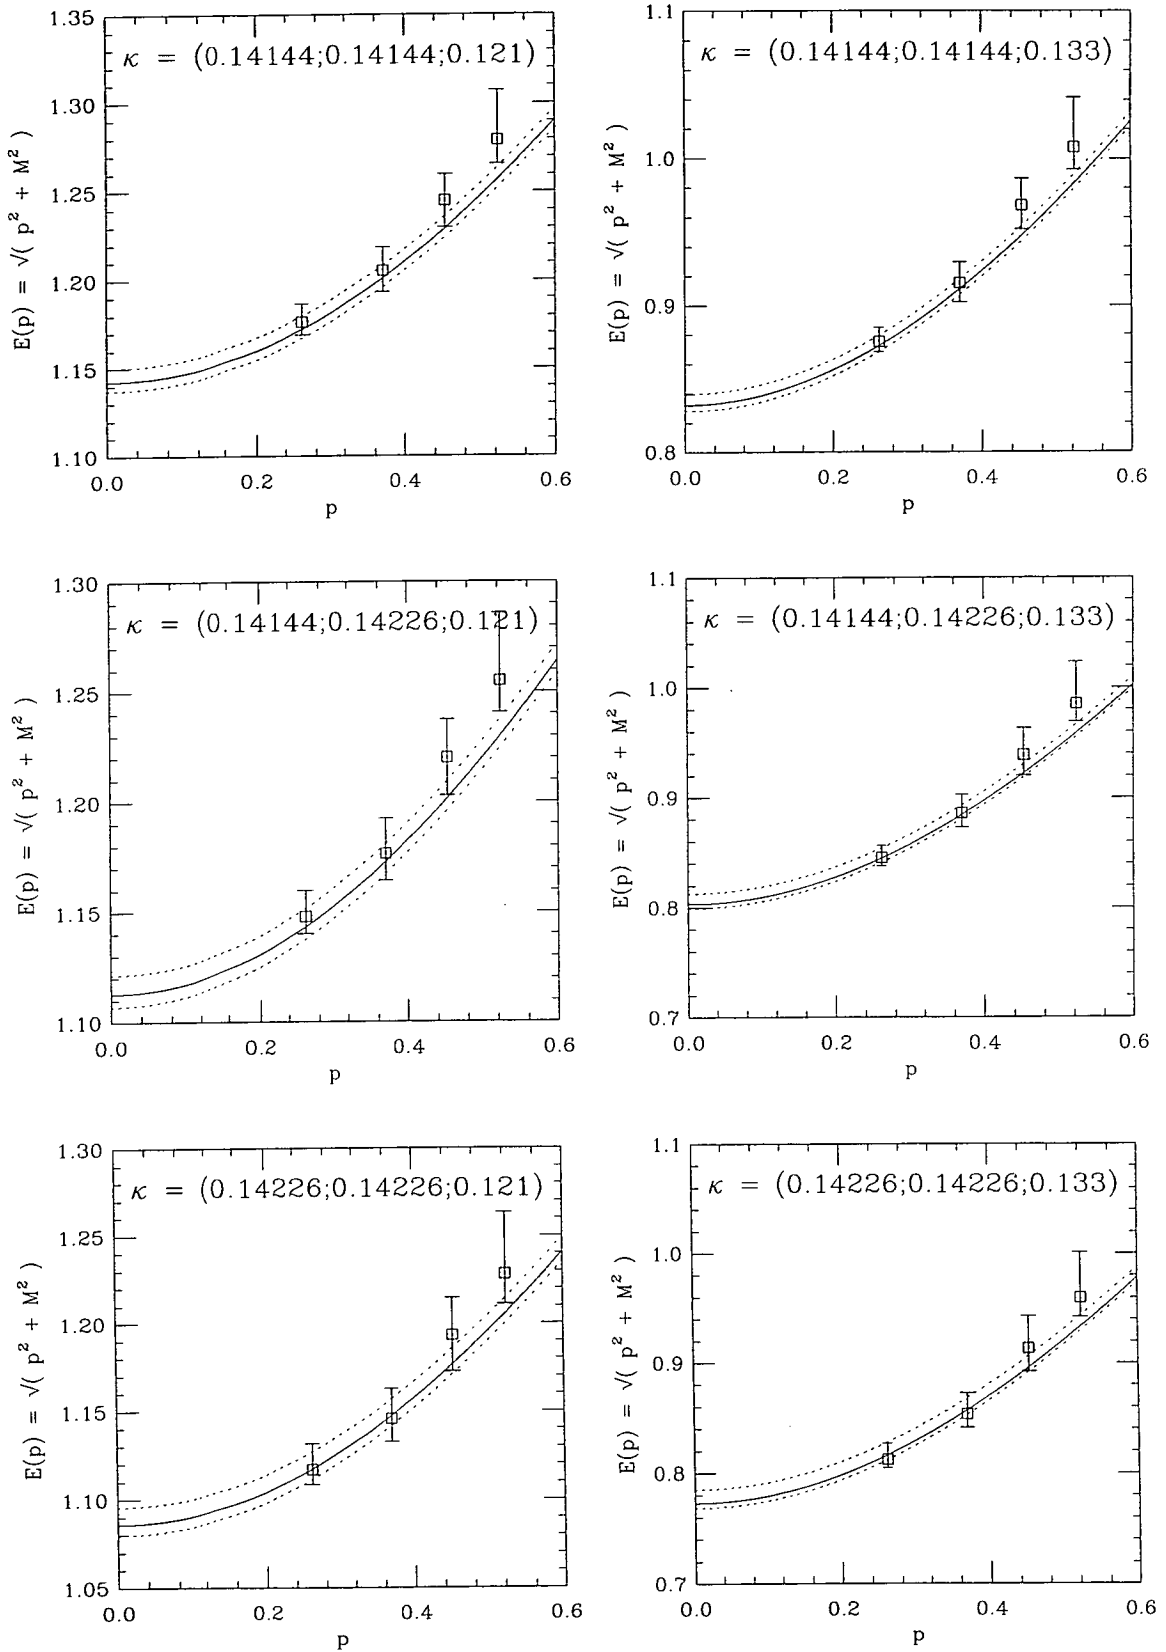 κ = (0.14144;0.14144;0.121)
E(p) = √( p² + M² )
1.35
1.30
1.25
1.20
1.15
1.10
0.0 0.2 0.4 0.6
p
κ = (0.14144;0.14144;0.133)
E(p) = √( p² + M² )
1.1
1.0
0.9
0.8
0.0 0.2 0.4 0.6
p
κ = (0.14144;0.14226;0.121)
E(p) = √( p² + M² )
1.30
1.25
1.20
1.15
1.10
0.0 0.2 0.4 0.6
p
κ = (0.14144;0.14226;0.133)
E(p) = √( p² + M² )
1.1
1.0
0.9
0.8
0.7
0.0 0.2 0.4 0.6
p
κ = (0.14226;0.14226;0.121)
E(p) = √( p² + M² )
1.30
1.25
1.20
1.15
1.10
1.05
0.0 0.2 0.4 0.6
p
κ = (0.14226;0.14226;0.133)
E(p) = √( p² + M² )
1.1
1.0
0.9
0.8
0.7
0.0 0.2 0.4 0.6
p